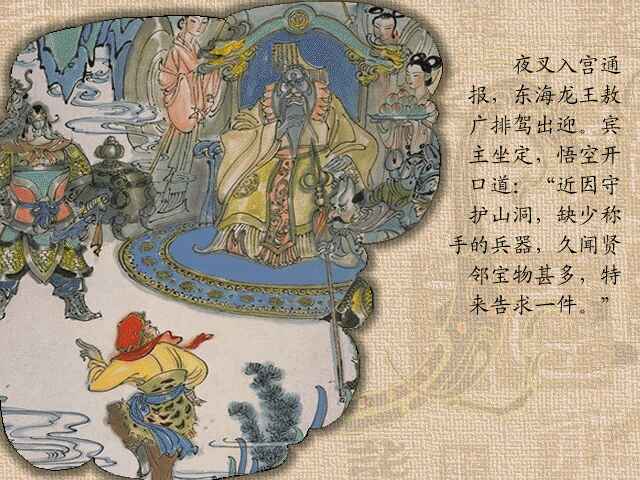 夜叉入宫通
报，东海龙王敖
广排驾出迎。宾
主坐定，悟空开
口道：“近因守
护山洞，缺少称
手的兵器，久闻贤
邻宝物甚多，特
来告求一件。”